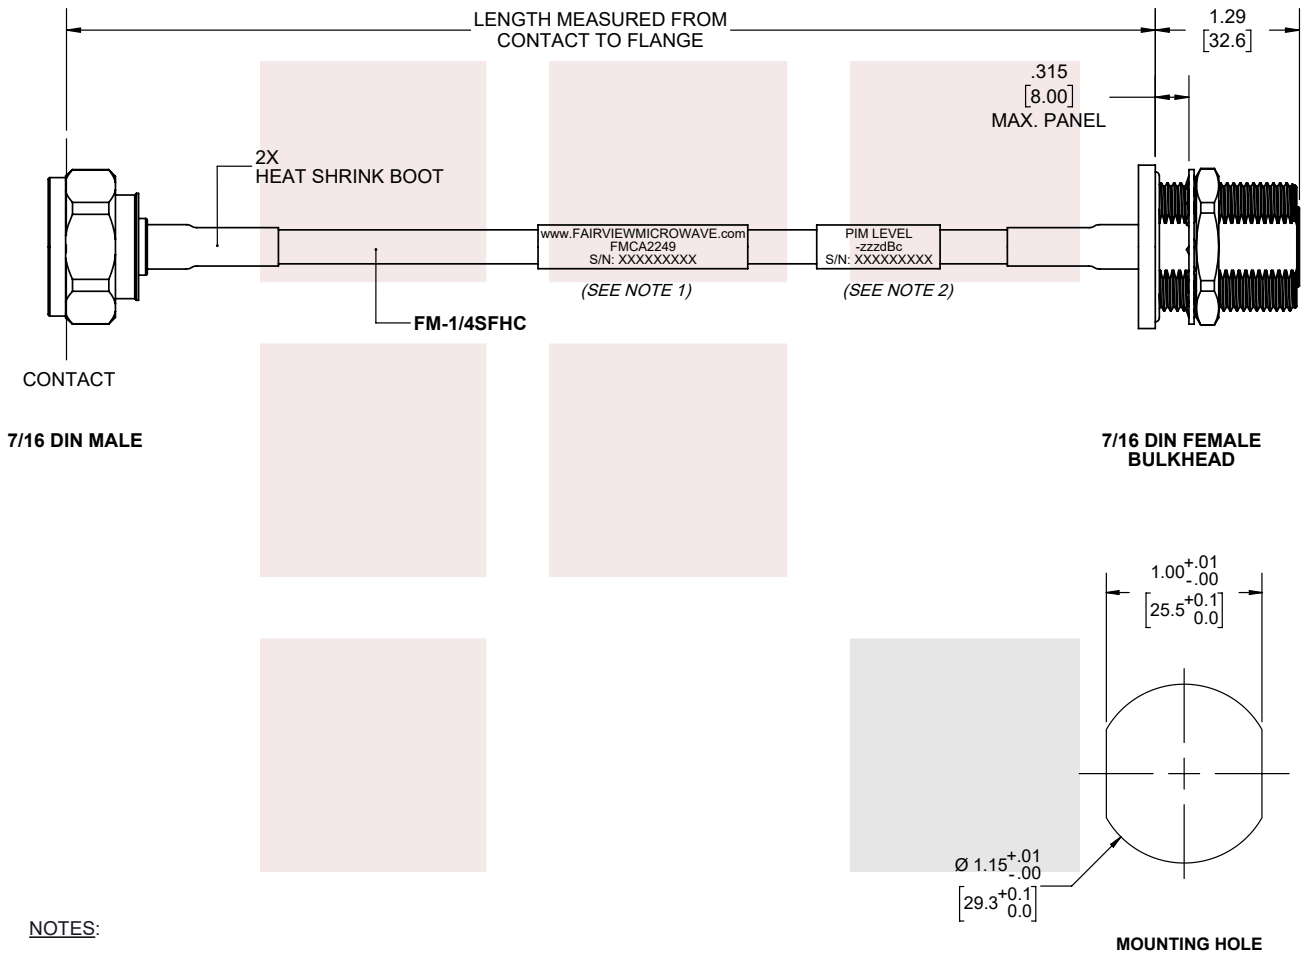 LENGTH MEASURED FROM
CONTACT TO FLANGE
1.29
[32.6]
.315
[8.00]
MAX. PANEL
2X
HEAT SHRINK BOOT
www.FAIRVIEWMICROWAVE.com
FMCA2249
S/N: XXXXXXXXX
PIM LEVEL
-zzzdBc
S/N: XXXXXXXXX
(SEE NOTE 1)
(SEE NOTE 2)
FM-1/4SFHC
CONTACT
7/16 DIN MALE
7/16 DIN FEMALE
BULKHEAD
1.00 +.01
-.00
[25.5 +0.1
0.0]
Ø 1.15 +.01
-.00
[29.3 +0.1
0.0]
NOTES:
MOUNTING HOLE